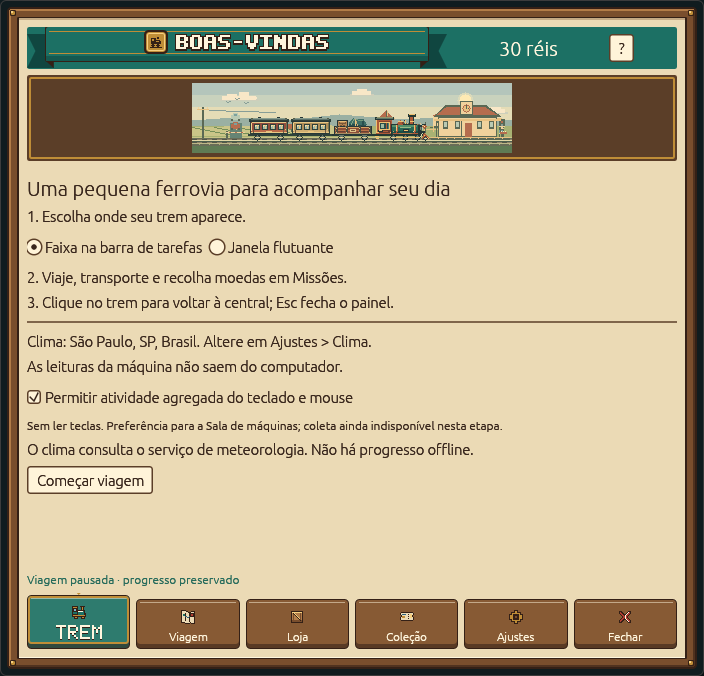 BOAS-VINDAS
30 réis
?
Uma pequena ferrovia para acompanhar seu dia
1. Escolha onde seu trem aparece.
Faixa na barra de tarefas Janela flutuante
2. Viaje, transporte e recolha moedas em Missões.
3. Clique no trem para voltar à central; Esc fecha o painel.
Clima: São Paulo, SP, Brasil. Altere em Ajustes > Clima.
As leituras da máquina não saem do computador.
Permitir atividade agregada do teclado e mouse
Sem ler teclas. Preferência para a Sala de máquinas; coleta ainda indisponível nesta etapa.
O clima consulta o serviço de meteorologia. Não há progresso offline.
Começar viagem
Viagem pausada · progresso preservado
TREM
Viagem
Loja
Coleção
Ajustes
Fechar